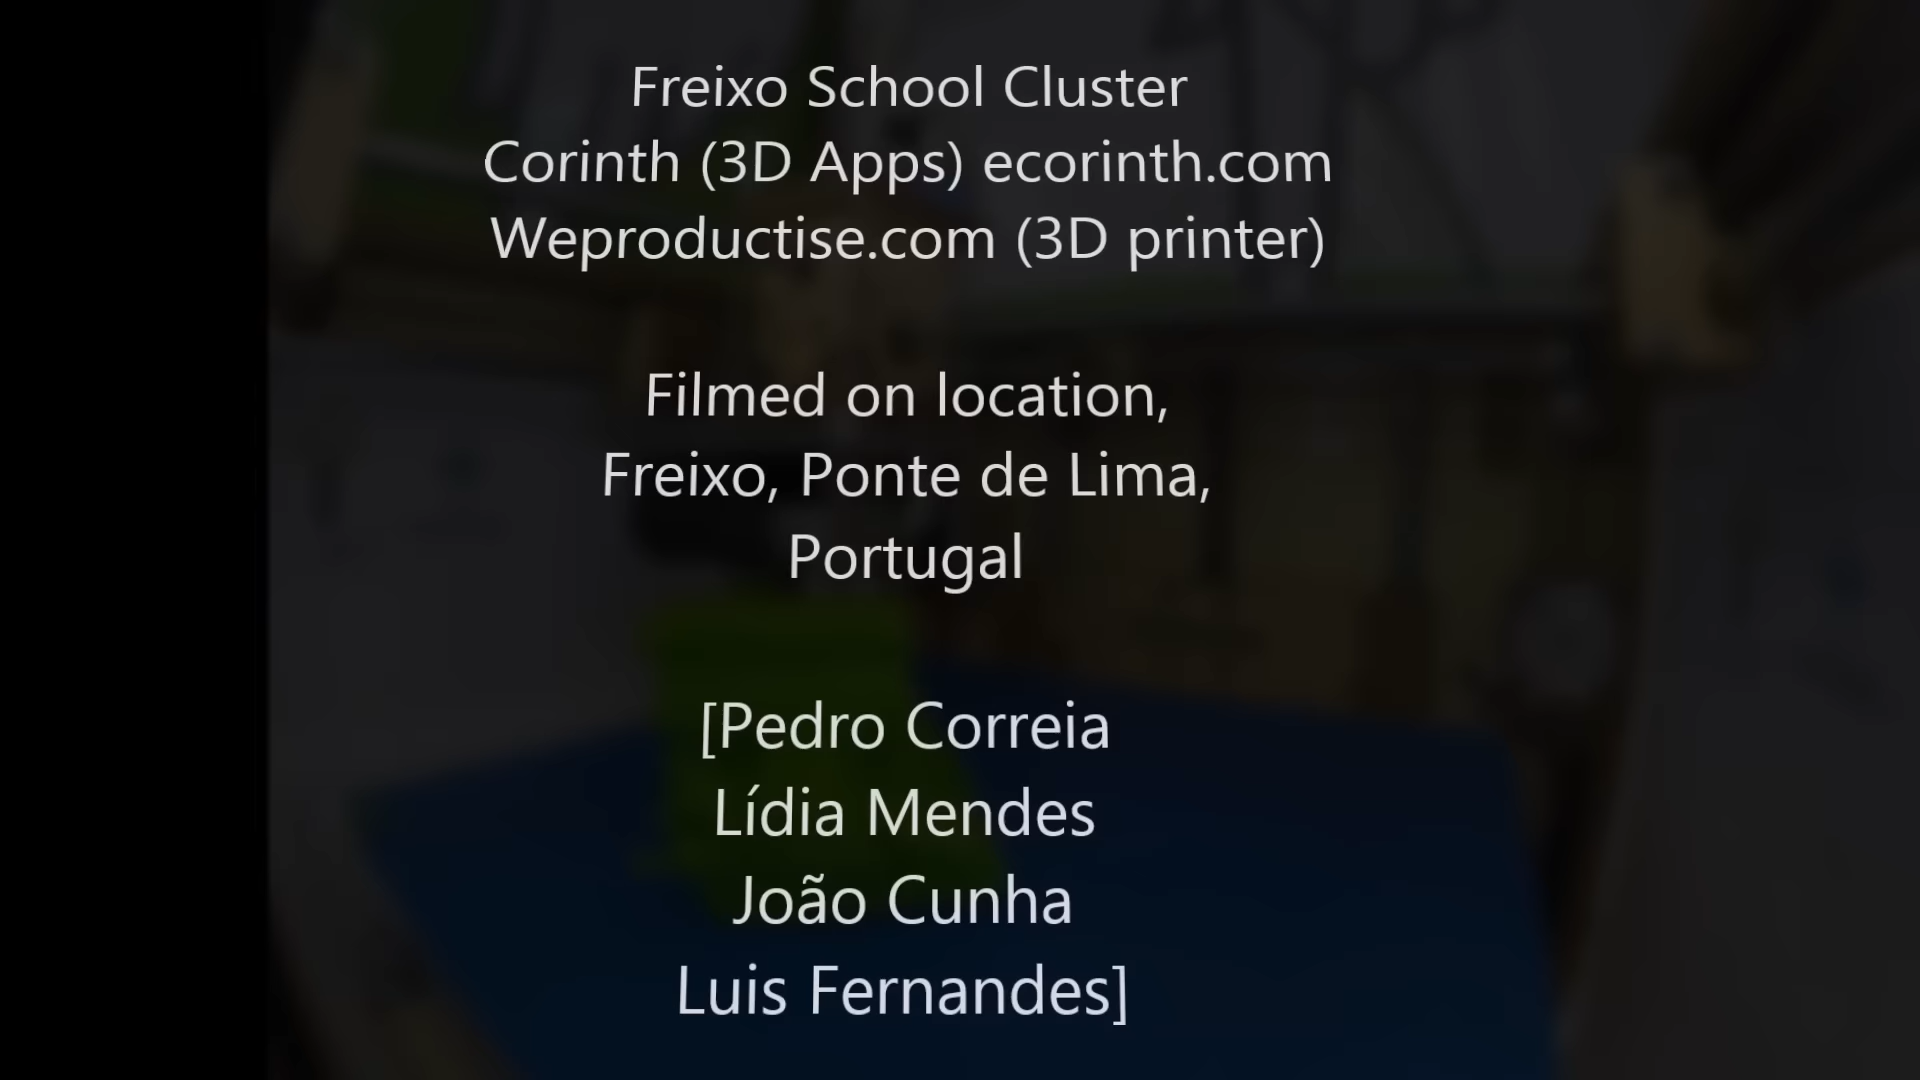 Freixo School Cluster
Corinth (3D Apps) ecorinth.com
Weproductise.com (3D printer)
Filmed on location,
Freixo, Ponte de Lima,
Portugal
[Pedro Correia
Lídia Mendes
João Cunha
Luis Fernandes]